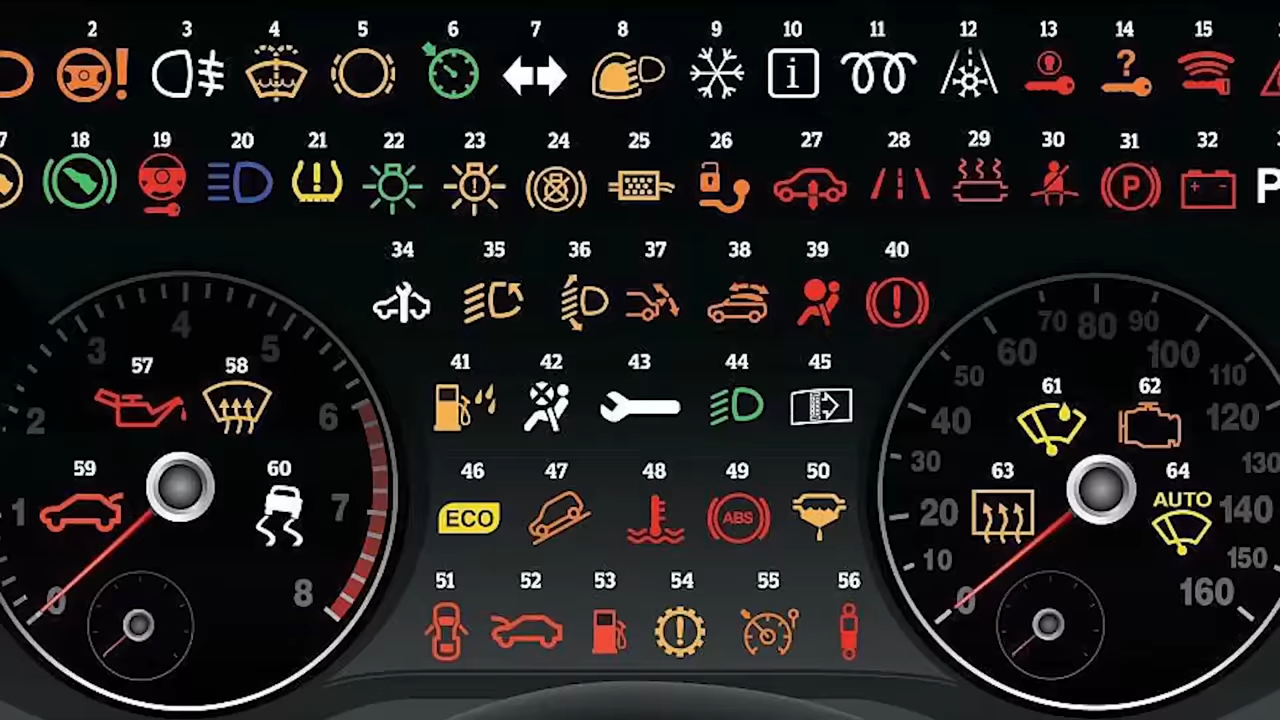 2 3 4 5 6 7 8 9 10 11 12 13 14 15
i ?
7 18 19 20 21 22 23 24 25 26 27 28 29 30 31 32
! ! P + - P
34 35 36 37 38 39 40
!
41 42 43 44 45
46 47 48 49 50
ECO ABS
51 52 53 54 55 56
!
57 58
59 60
0 1 2 3 4 5 6 7 8
61 62
63 64
AUTO
0 10 20 30 40 50 60 70 80 90 100 110 120 130 140 150 160